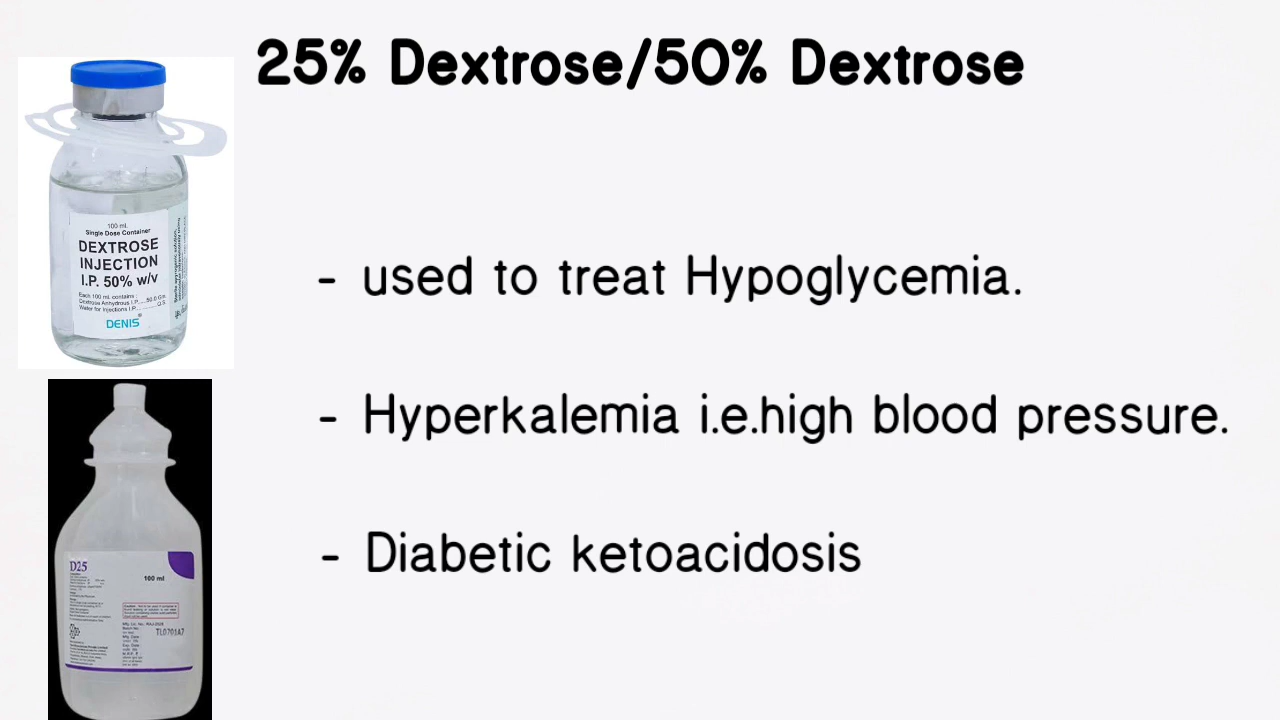 25% Dextrose/50% Dextrose
100 ml.
Single Dose Container
DEXTROSE
INJECTION
I.P. 50% w/v
Each 100 ml. contains :
Dextrose Anhydrous I.P.....50.0 Gm.
Water for Injections I.P. Q.S.
DENIS
- used to treat Hypoglycemia.
- Hyperkalemia i.e.high blood pressure.
- Diabetic ketoacidosis
D25
100 ml
TL0701A7